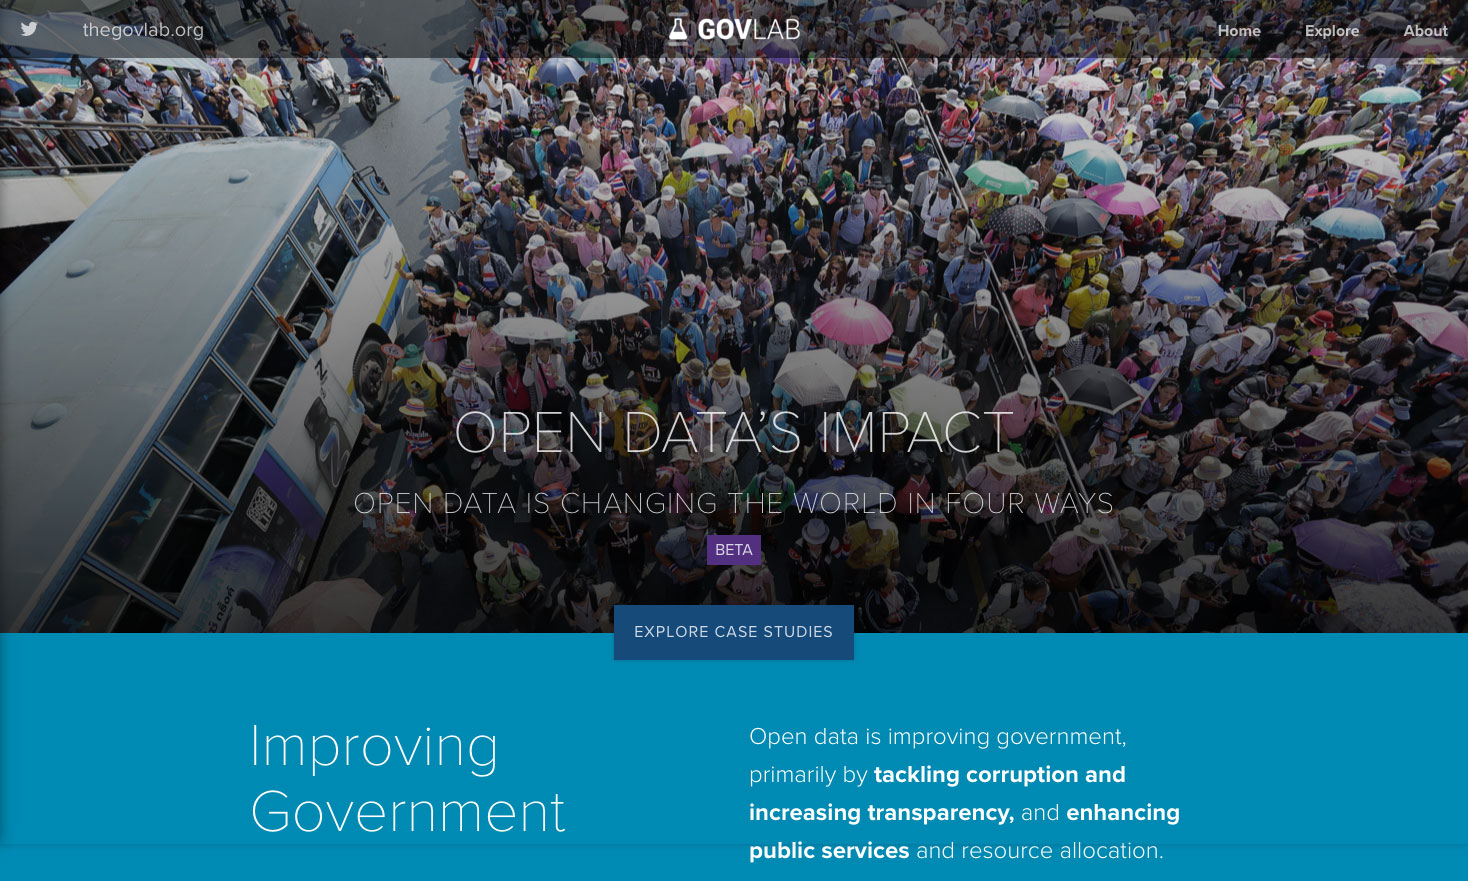 thegovlab.org
GOVLAB
Home
Explore
About
OPEN DATA’S IMPACT
OPEN DATA IS CHANGING THE WORLD IN FOUR WAYS
BETA
EXPLORE CASE STUDIES
Improving
Government
Open data is improving government,
primarily by tackling corruption and
increasing transparency, and enhancing
public services and resource allocation.